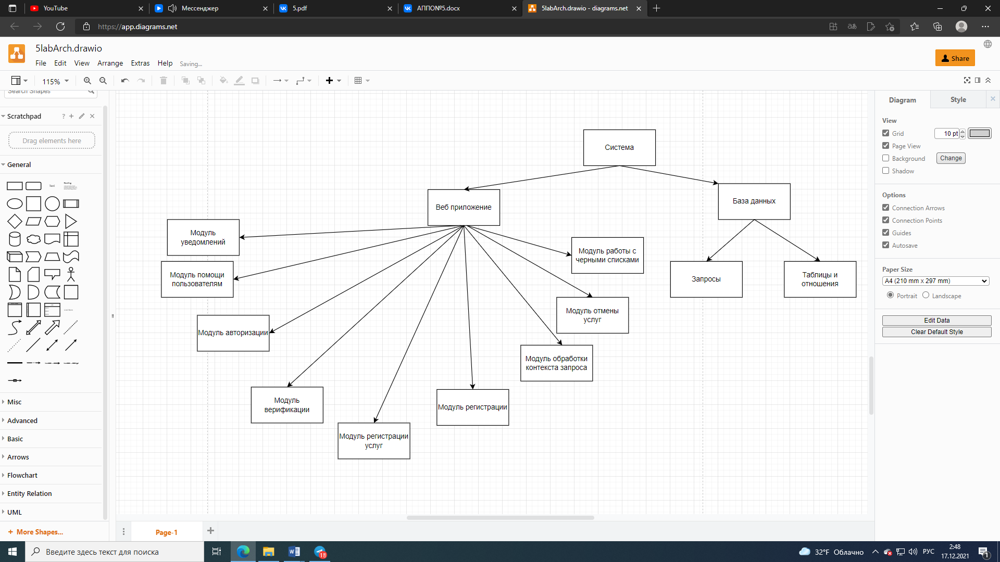 YouTube
Мессенджер
5.pdf
АППО№5.docx
5labArch.drawio - diagrams.net
https://app.diagrams.net
5labArch.drawio
File Edit View Arrange Extras Help Saving...
Share
115%
Search Shapes
Scratchpad
Drag elements here
General
Text
Heading
Misc
Advanced
Basic
Arrows
Flowchart
Entity Relation
UML
+ More Shapes...
Система
Веб приложение
База данных
Модуль
уведомлений
Модуль помощи
пользователям
Модуль авторизации
Модуль
верификации
Модуль регистрации
услуг
Модуль регистрации
Модуль обработки
контекста запроса
Модуль отмены
услуг
Модуль работы с
черными списками
Запросы
Таблицы и
отношения
Page-1
Diagram
Style
View
Grid
10 pt
Page View
Background
Change
Shadow
Options
Connection Arrows
Connection Points
Guides
Autosave
Paper Size
A4 (210 mm x 297 mm)
Portrait
Landscape
Edit Data
Clear Default Style
Введите здесь текст для поиска
18
32°F Облачно
РУС
2:48
17.12.2021
1